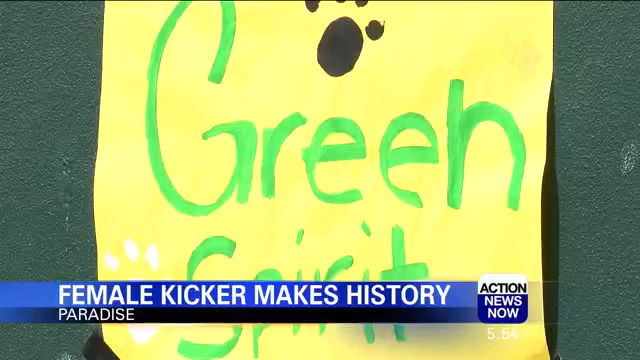 Green
Spirit
FEMALE KICKER MAKES HISTORY
PARADISE
ACTION
NEWS
NOW
5:54